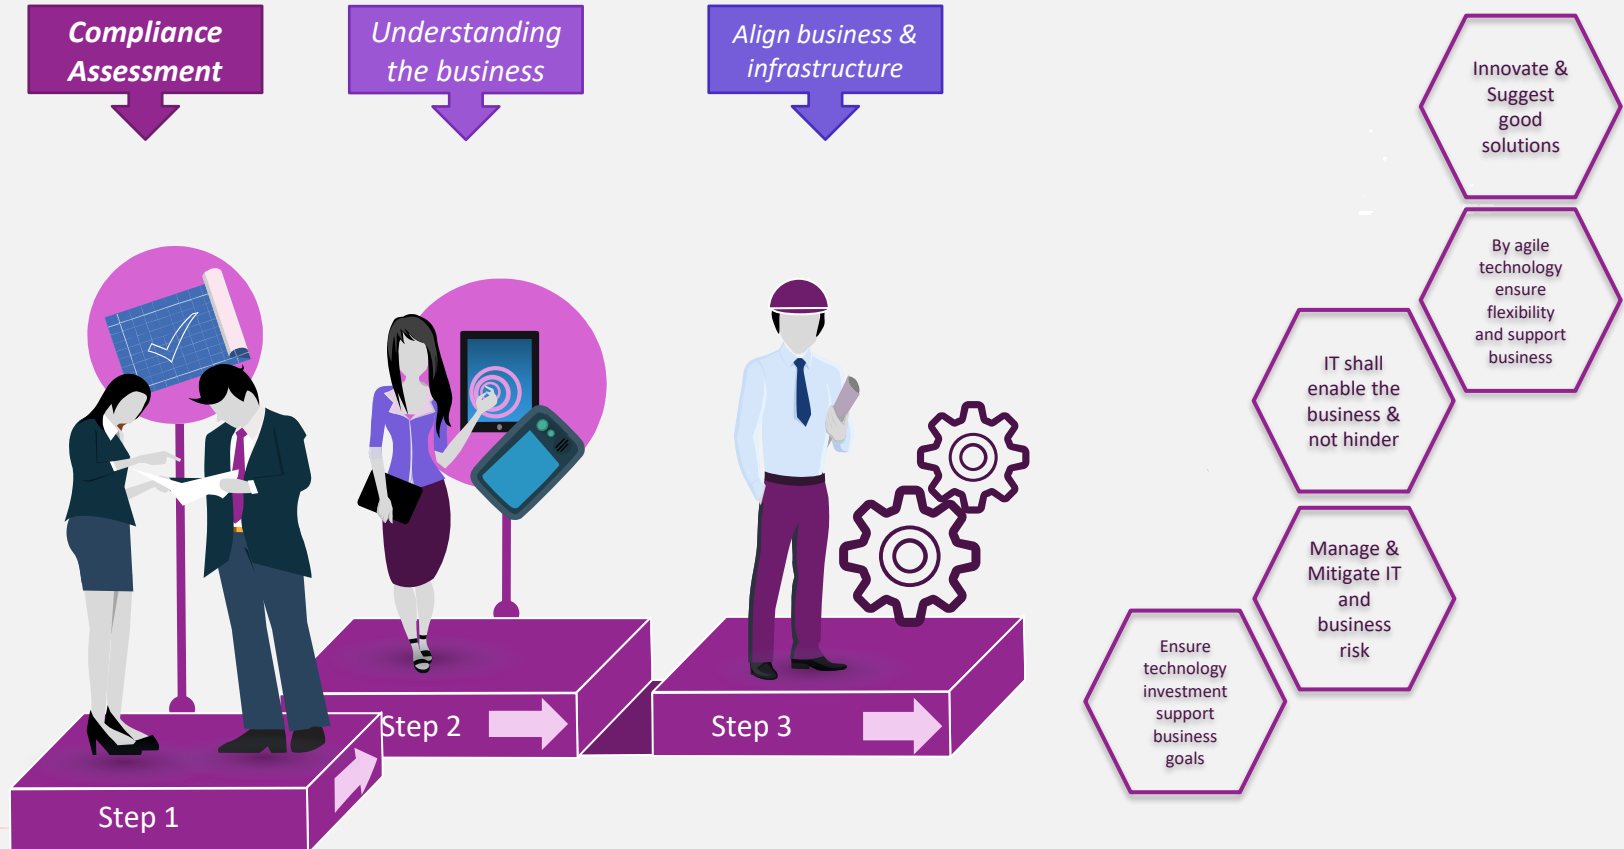 Compliance
Assessment
Understanding
the business
Align business &
infrastructure
Step 1
Step 2
Step 3
Innovate &
Suggest
good
solutions
By agile
technology
ensure
flexibility
and support
business
IT shall
enable the
business &
not hinder
Manage &
Mitigate IT
and
business
risk
Ensure
technology
investment
support
business
goals